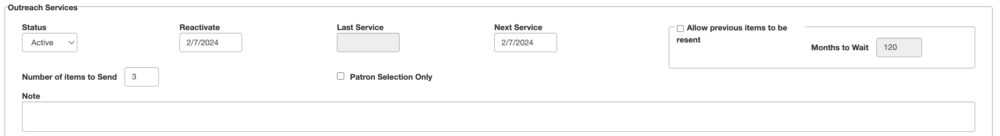 Outreach Services
Status
Active
Reactivate
2/7/2024
Last Service
Next Service
2/7/2024
Allow previous items to be
resent
Months to Wait 120
Number of items to Send 3
Patron Selection Only
Note